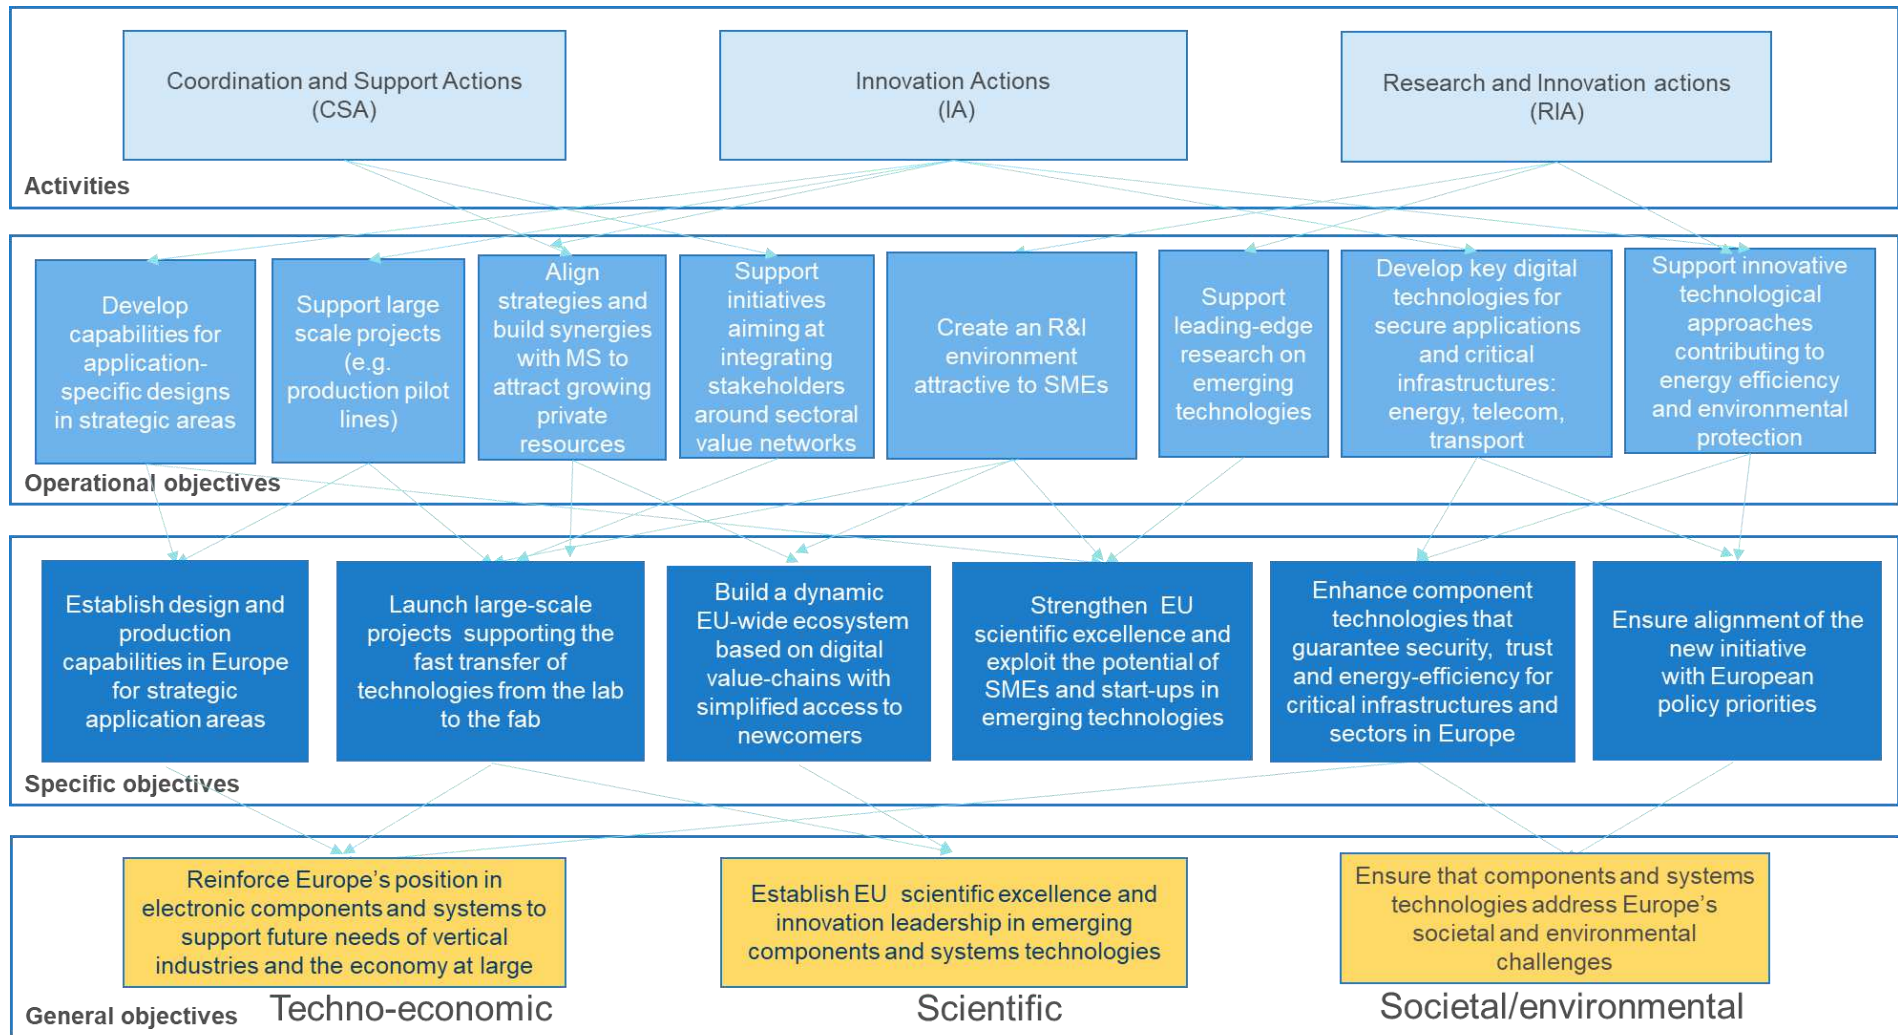 Coordination and Support Actions
(CSA)
Innovation Actions
(IA)
Research and Innovation actions
(RIA)
Activities
Develop
capabilities for
application-
specific designs
in strategic areas
Support large
scale projects
(e.g.
production pilot
lines)
Align
strategies and
build synergies
with MS to
attract growing
private
resources
Support
initiatives
aiming at
integrating
stakeholders
around sectoral
value networks
Create an R&I
environment
attractive to SMEs
Support
leading-edge
research on
emerging
technologies
Develop key digital
technologies for
secure applications
and critical
infrastructures:
energy, telecom,
transport
Support innovative
technological
approaches
contributing to
energy efficiency
and environmental
protection
Operational objectives
Establish design and
production
capabilities in Europe
for strategic
application areas
Launch large-scale
projects supporting the
fast transfer of
technologies from the lab
to the fab
Build a dynamic
EU-wide ecosystem
based on digital
value-chains with
simplified access to
newcomers
Strengthen EU
scientific excellence and
exploit the potential of
SMEs and start-ups in
emerging technologies
Enhance component
technologies that
guarantee security, trust
and energy-efficiency for
critical infrastructures and
sectors in Europe
Ensure alignment of the
new initiative
with European
policy priorities
Specific objectives
Reinforce Europe's position in
electronic components and systems to
support future needs of vertical
industries and the economy at large
Establish EU scientific excellence and
innovation leadership in emerging
components and systems technologies
Ensure that components and systems
technologies address Europe's
societal and environmental
challenges
General objectives
Techno-economic
Scientific
Societal/environmental